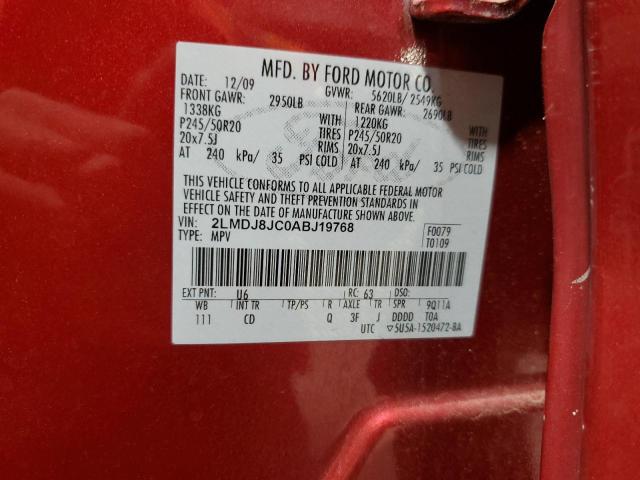 MFD. BY FORD MOTOR CO.
DATE: 12/09 GVWR: 5620LB/ 2549KG
FRONT GAWR: 2950LB REAR GAWR: 2690LB
1338KG WITH 1220KG WITH
P245/50R20 TIRES P245/50R20 TIRES
20x7.5J RIMS 20x7.5J RIMS
AT 240 kPa/ 35 PSI COLD AT 240 kPa/ 35 PSI COLD
THIS VEHICLE CONFORMS TO ALL APPLICABLE FEDERAL MOTOR
VEHICLE SAFETY AND THEFT PREVENTION STANDARDS IN
EFFECT ON THE DATE OF MANUFACTURE SHOWN ABOVE.
VIN: 2LMDJ8JC0ABJ19768 F0079
TYPE: MPV T0109
EXT PNT: U6 RC: 63 DSO:
WB INT TR TP/PS R AXLE TR SPR 9Q11A
111 CD Q 3F J DDDD T0A
UTC 5U5A-1520472-BA
Ford